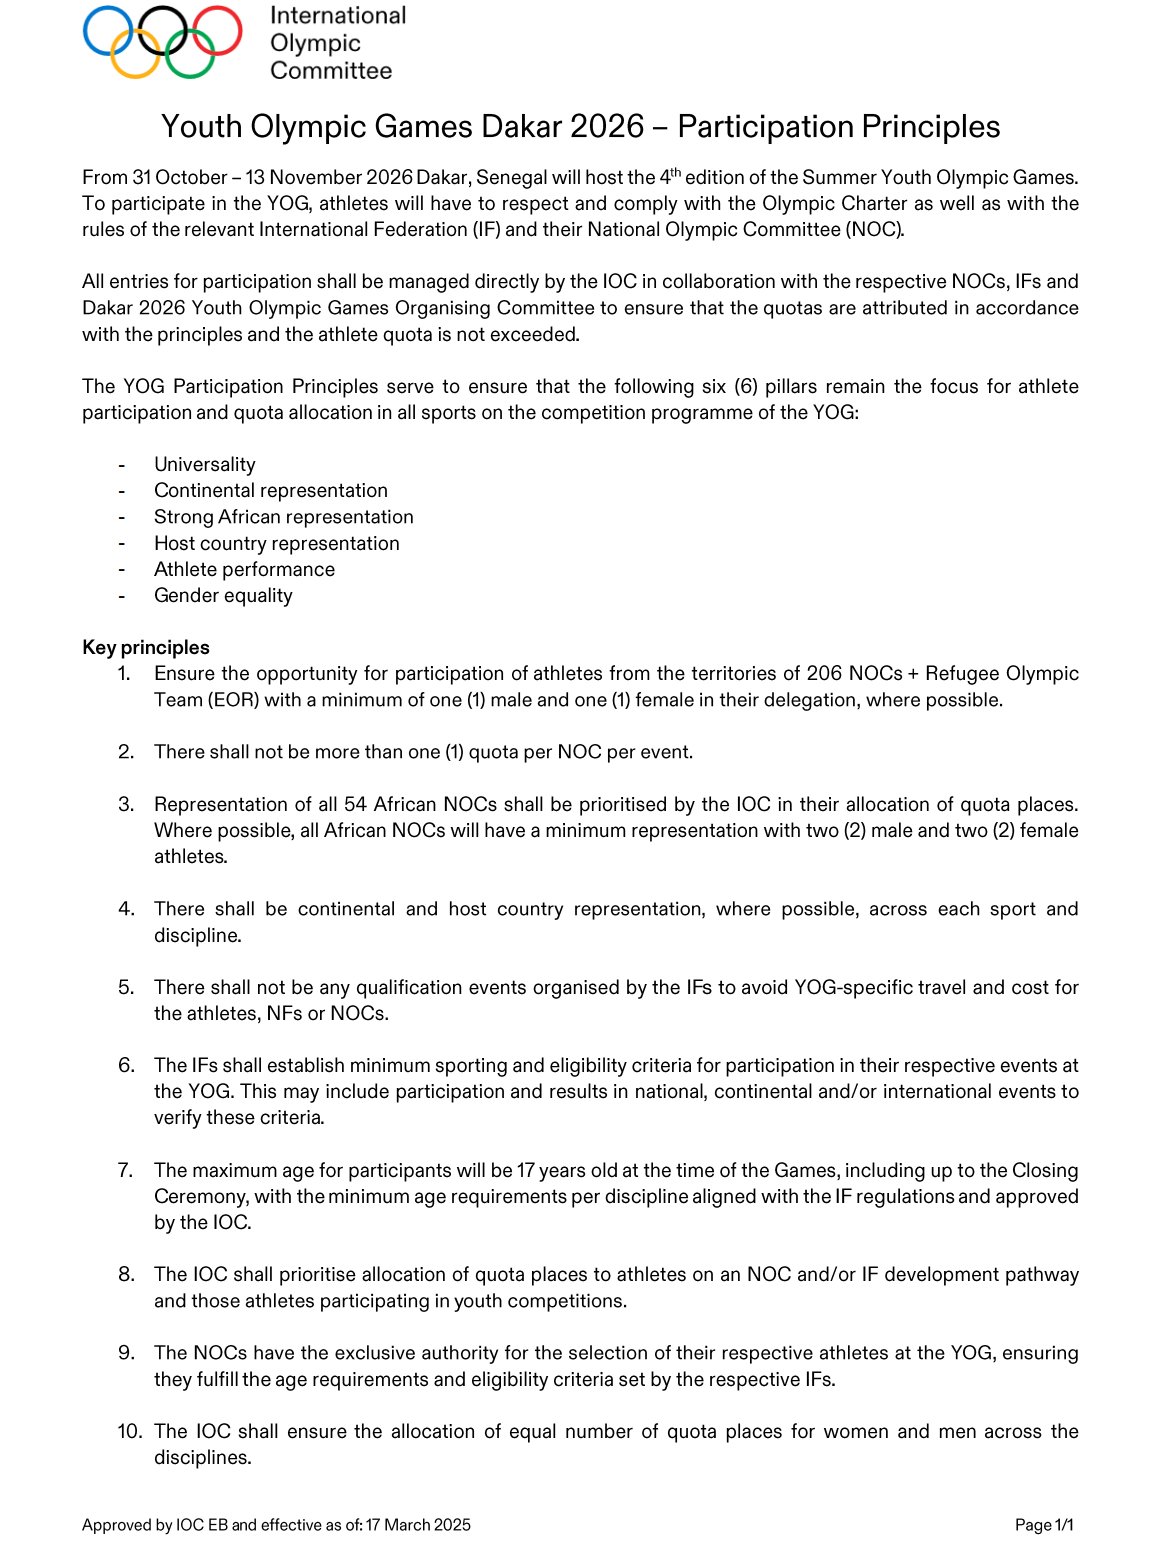 International
Olympic
Committee
Youth Olympic Games Dakar 2026 – Participation Principles
From 31 October – 13 November 2026 Dakar, Senegal will host the 4th edition of the Summer Youth Olympic Games.
To participate in the YOG, athletes will have to respect and comply with the Olympic Charter as well as with the
rules of the relevant International Federation (IF) and their National Olympic Committee (NOC).
All entries for participation shall be managed directly by the IOC in collaboration with the respective NOCs, IFs and
Dakar 2026 Youth Olympic Games Organising Committee to ensure that the quotas are attributed in accordance
with the principles and the athlete quota is not exceeded.
The YOG Participation Principles serve to ensure that the following six (6) pillars remain the focus for athlete
participation and quota allocation in all sports on the competition programme of the YOG:
- Universality
- Continental representation
- Strong African representation
- Host country representation
- Athlete performance
- Gender equality
Key principles
1. Ensure the opportunity for participation of athletes from the territories of 206 NOCs + Refugee Olympic
Team (EOR) with a minimum of one (1) male and one (1) female in their delegation, where possible.
2. There shall not be more than one (1) quota per NOC per event.
3. Representation of all 54 African NOCs shall be prioritised by the IOC in their allocation of quota places.
Where possible, all African NOCs will have a minimum representation with two (2) male and two (2) female
athletes.
4. There shall be continental and host country representation, where possible, across each sport and
discipline.
5. There shall not be any qualification events organised by the IFs to avoid YOG-specific travel and cost for
the athletes, NFs or NOCs.
6. The IFs shall establish minimum sporting and eligibility criteria for participation in their respective events at
the YOG. This may include participation and results in national, continental and/or international events to
verify these criteria.
7. The maximum age for participants will be 17 years old at the time of the Games, including up to the Closing
Ceremony, with the minimum age requirements per discipline aligned with the IF regulations and approved
by the IOC.
8. The IOC shall prioritise allocation of quota places to athletes on an NOC and/or IF development pathway
and those athletes participating in youth competitions.
9. The NOCs have the exclusive authority for the selection of their respective athletes at the YOG, ensuring
they fulfill the age requirements and eligibility criteria set by the respective IFs.
10. The IOC shall ensure the allocation of equal number of quota places for women and men across the
disciplines.
Approved by IOC EB and effective as of: 17 March 2025 Page 1/1